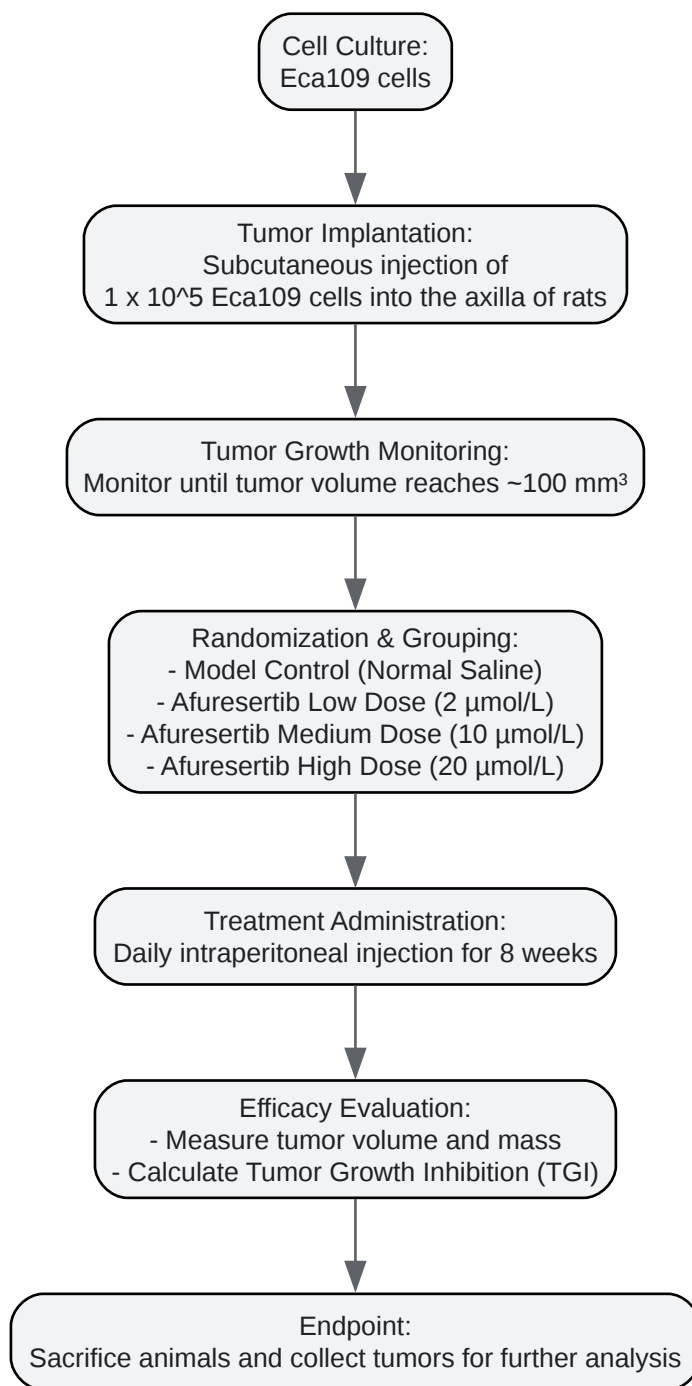 Cell Culture:
Eca109 cells
Tumor Implantation:
Subcutaneous injection of
1 x 10^5 Eca109 cells into the axilla of rats
Tumor Growth Monitoring:
Monitor until tumor volume reaches ~100 mm³
Randomization & Grouping:
- Model Control (Normal Saline)
- Afuresertib Low Dose (2 µmol/L)
- Afuresertib Medium Dose (10 µmol/L)
- Afuresertib High Dose (20 µmol/L)
Treatment Administration:
Daily intraperitoneal injection for 8 weeks
Efficacy Evaluation:
- Measure tumor volume and mass
- Calculate Tumor Growth Inhibition (TGI)
Endpoint:
Sacrifice animals and collect tumors for further analysis